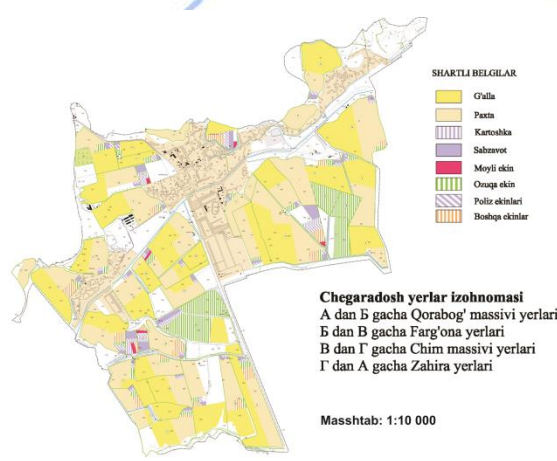 SHARTLI BELGILAR
G'alla
Paxta
Kartoshka
Sabzavot
Moyli ekin
Ozuqa ekin
Poliz ekinlari
Boshqa ekinlar
Chegaradosh yerlar izohnomasi
А dan Б gacha Qorabog' massivi yerlari
Б dan В gacha Farg'ona yerlari
В dan Г gacha Chim massivi yerlari
Г dan А gacha Zahira yerlari
Masshtab: 1:10 000